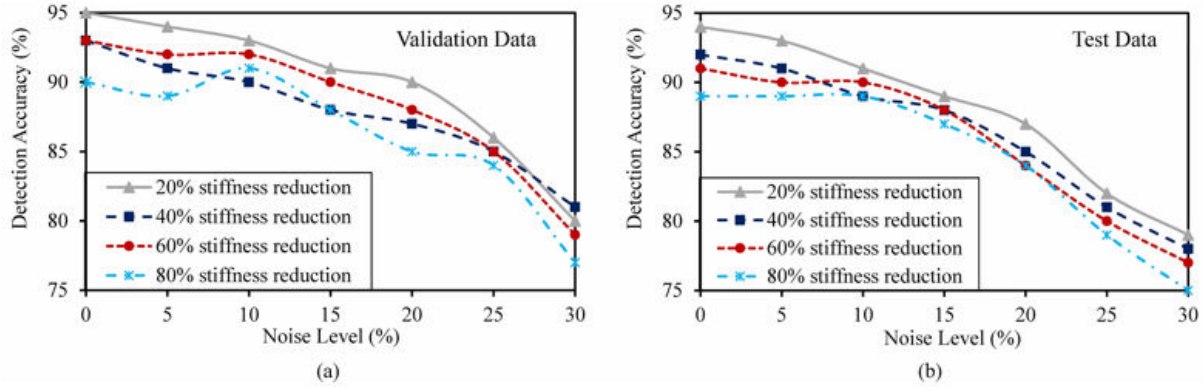 95
90
85
80
75
Detection Accuracy (%)
Validation Data
20% stiffness reduction
40% stiffness reduction
60% stiffness reduction
80% stiffness reduction
0 5 10 15 20 25 30
Noise Level (%)
(a)
95
90
85
80
75
Detection Accuracy (%)
Test Data
20% stiffness reduction
40% stiffness reduction
60% stiffness reduction
80% stiffness reduction
0 5 10 15 20 25 30
Noise Level (%)
(b)